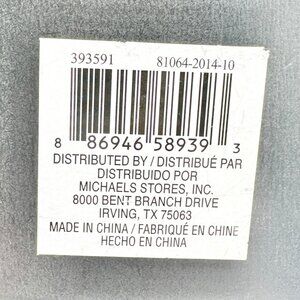 393591 81064-2014-10
8 86946 58939 3
DISTRIBUTED BY / DISTRIBUÉ PAR
DISTRIBUIDO POR
MICHAELS STORES, INC.
8000 BENT BRANCH DRIVE
IRVING, TX 75063
MADE IN CHINA / FABRIQUÉ EN CHINE
HECHO EN CHINA